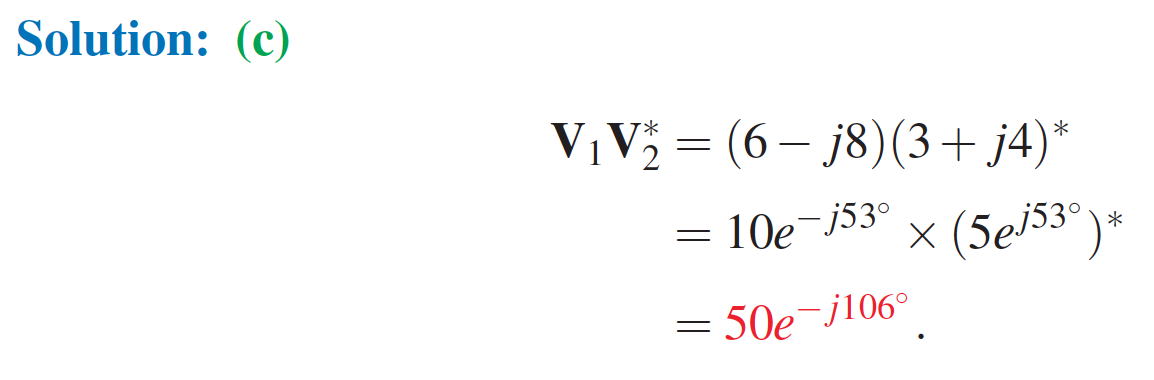 Solution: (c)
V₁V₂* = (6 − j8)(3 + j4)*
= 10e^{−j53°} × (5e^{j53°})*
= 50e^{−j106°}.